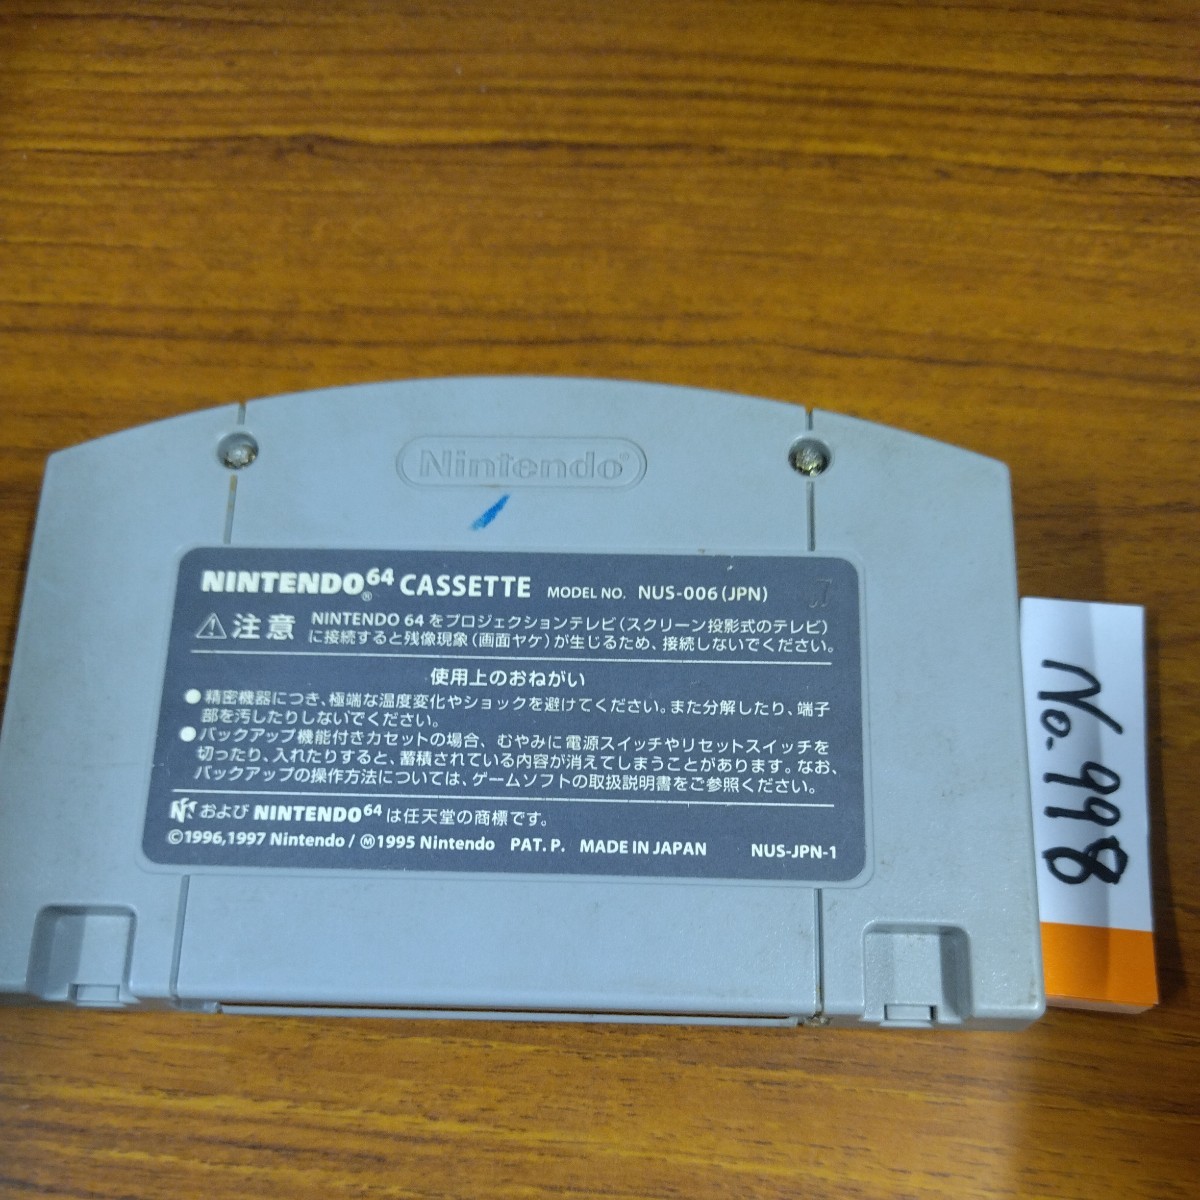 Nintendo®
NINTENDO64® CASSETTE MODEL NO. NUS-006(JPN)
⚠注意 NINTENDO 64をプロジェクションテレビ(スクリーン投影式のテレビ)
に接続すると残像現象(画面ヤケ)が生じるため、接続しないでください。
使用上のおねがい
●精密機器につき、極端な温度変化やショックを避けてください。また分解したり、端子
部を汚したりしないでください。
●バックアップ機能付きカセットの場合、むやみに電源スイッチやリセットスイッチを
切ったり、入れたりすると、蓄積されている内容が消えてしまうことがあります。なお、
バックアップの操作方法については、ゲームソフトの取扱説明書をご参照ください。
および NINTENDO64 は任天堂の商標です。
©1996,1997 Nintendo / Ⓜ1995 Nintendo PAT. P. MADE IN JAPAN NUS-JPN-1
No.998